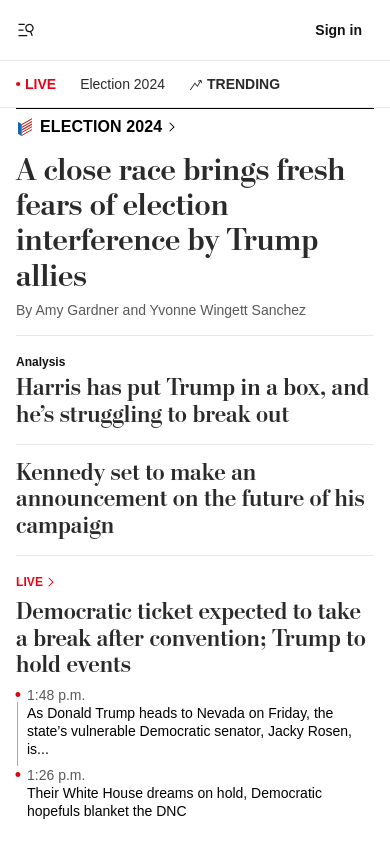 Sign in
LIVE
Election 2024
TRENDING
ELECTION 2024
A close race brings fresh
fears of election
interference by Trump
allies
By Amy Gardner and Yvonne Wingett Sanchez
Analysis
Harris has put Trump in a box, and
he’s struggling to break out
Kennedy set to make an
announcement on the future of his
campaign
LIVE
Democratic ticket expected to take
a break after convention; Trump to
hold events
1:48 p.m.
As Donald Trump heads to Nevada on Friday, the
state’s vulnerable Democratic senator, Jacky Rosen,
is...
1:26 p.m.
Their White House dreams on hold, Democratic
hopefuls blanket the DNC